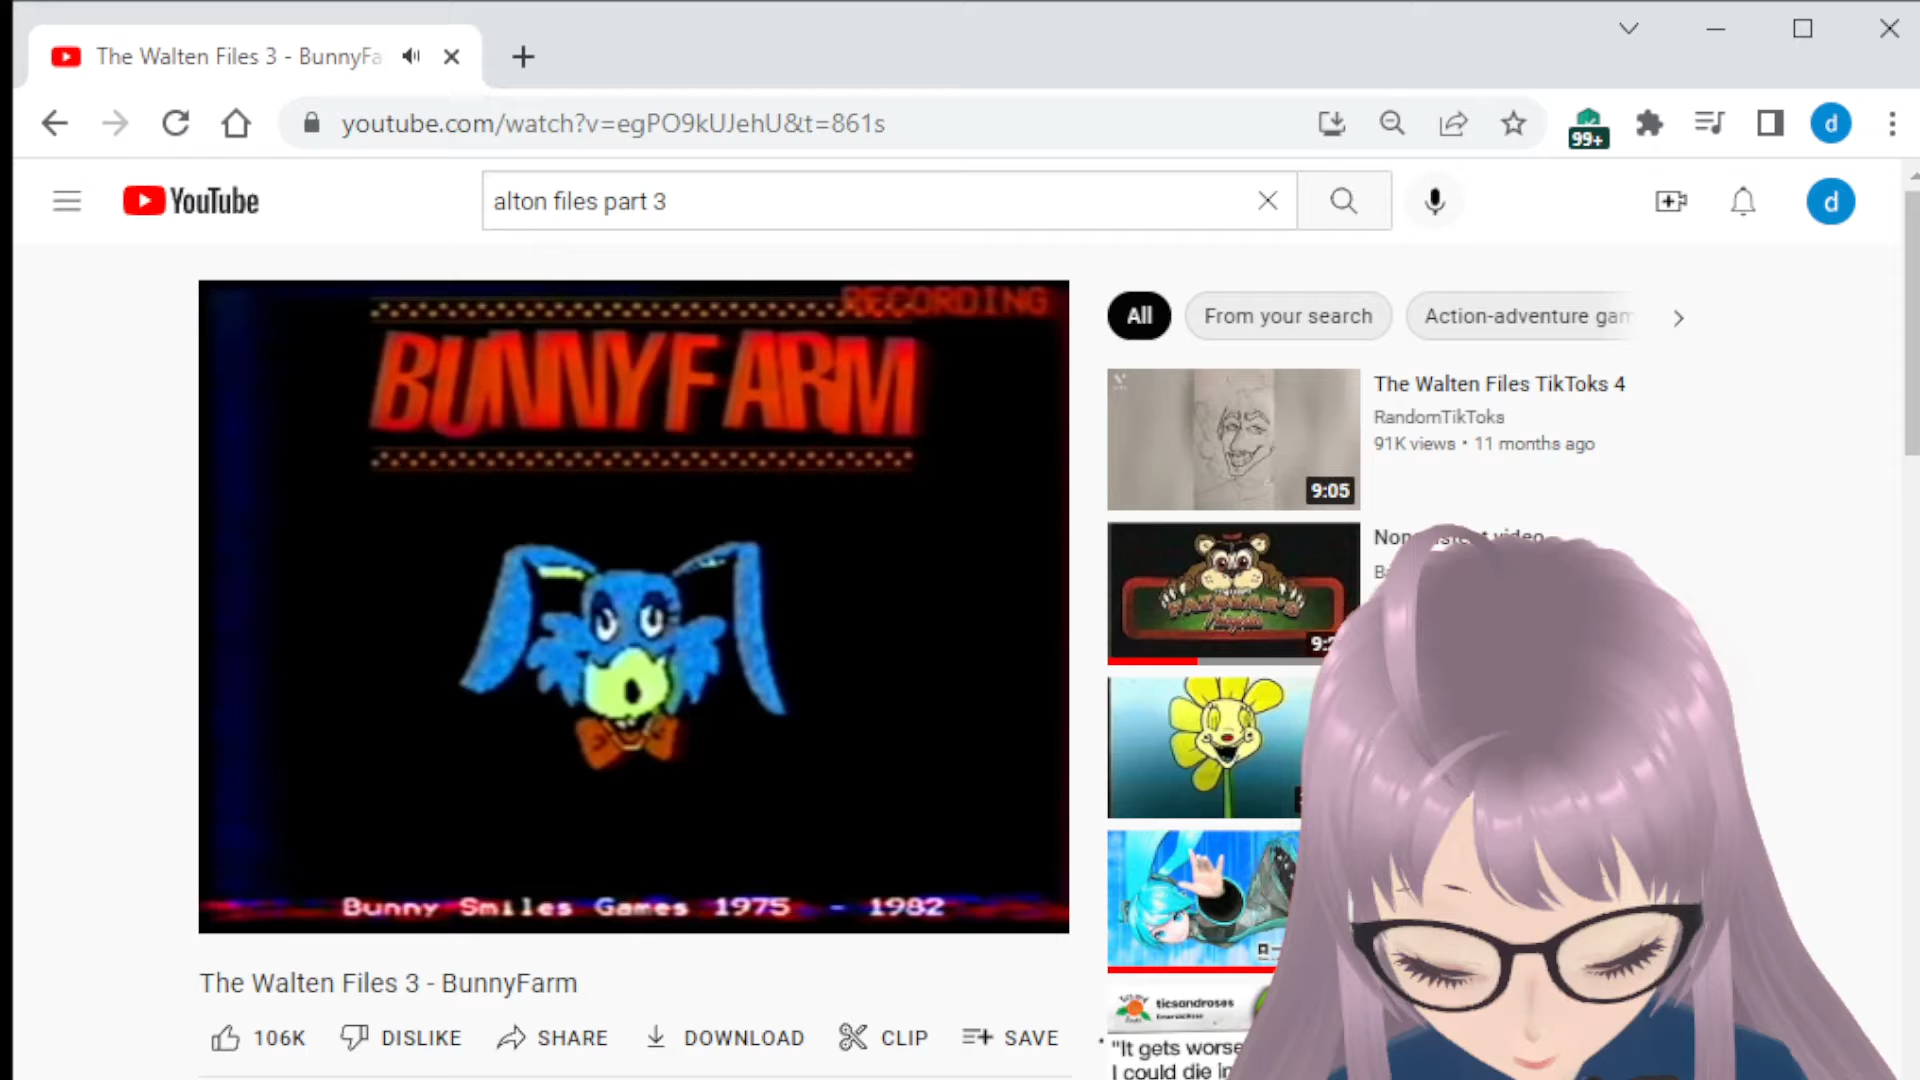 The Walten Files 3 - BunnyFa
youtube.com/watch?v=egPO9kUJehU&t=861s
99+
d
YouTube
alton files part 3
d
RECORDING
BUNNYFARM
Bunny Smiles Games 1975 - 1982
The Walten Files 3 - BunnyFarm
106K DISLIKE SHARE DOWNLOAD CLIP SAVE
All From your search Action-adventure gam
The Walten Files TikToks 4
RandomTikToks
91K views • 11 months ago
9:05
video
ticsandroses
"It gets worse
I could die in